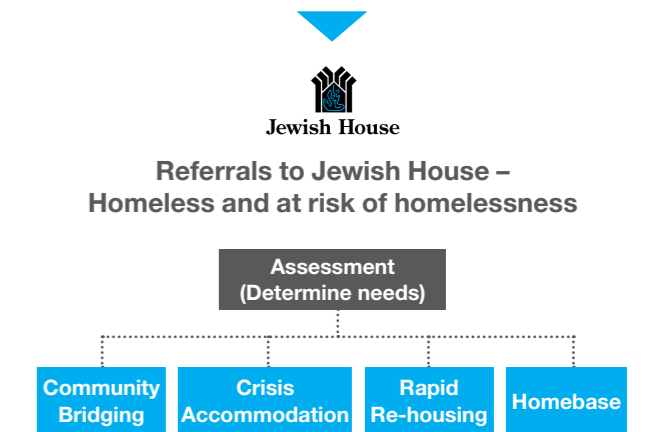 Jewish House
Referrals to Jewish House –
Homeless and at risk of homelessness
Assessment
(Determine needs)
Community
Bridging
Crisis
Accommodation
Rapid
Re-housing
Homebase